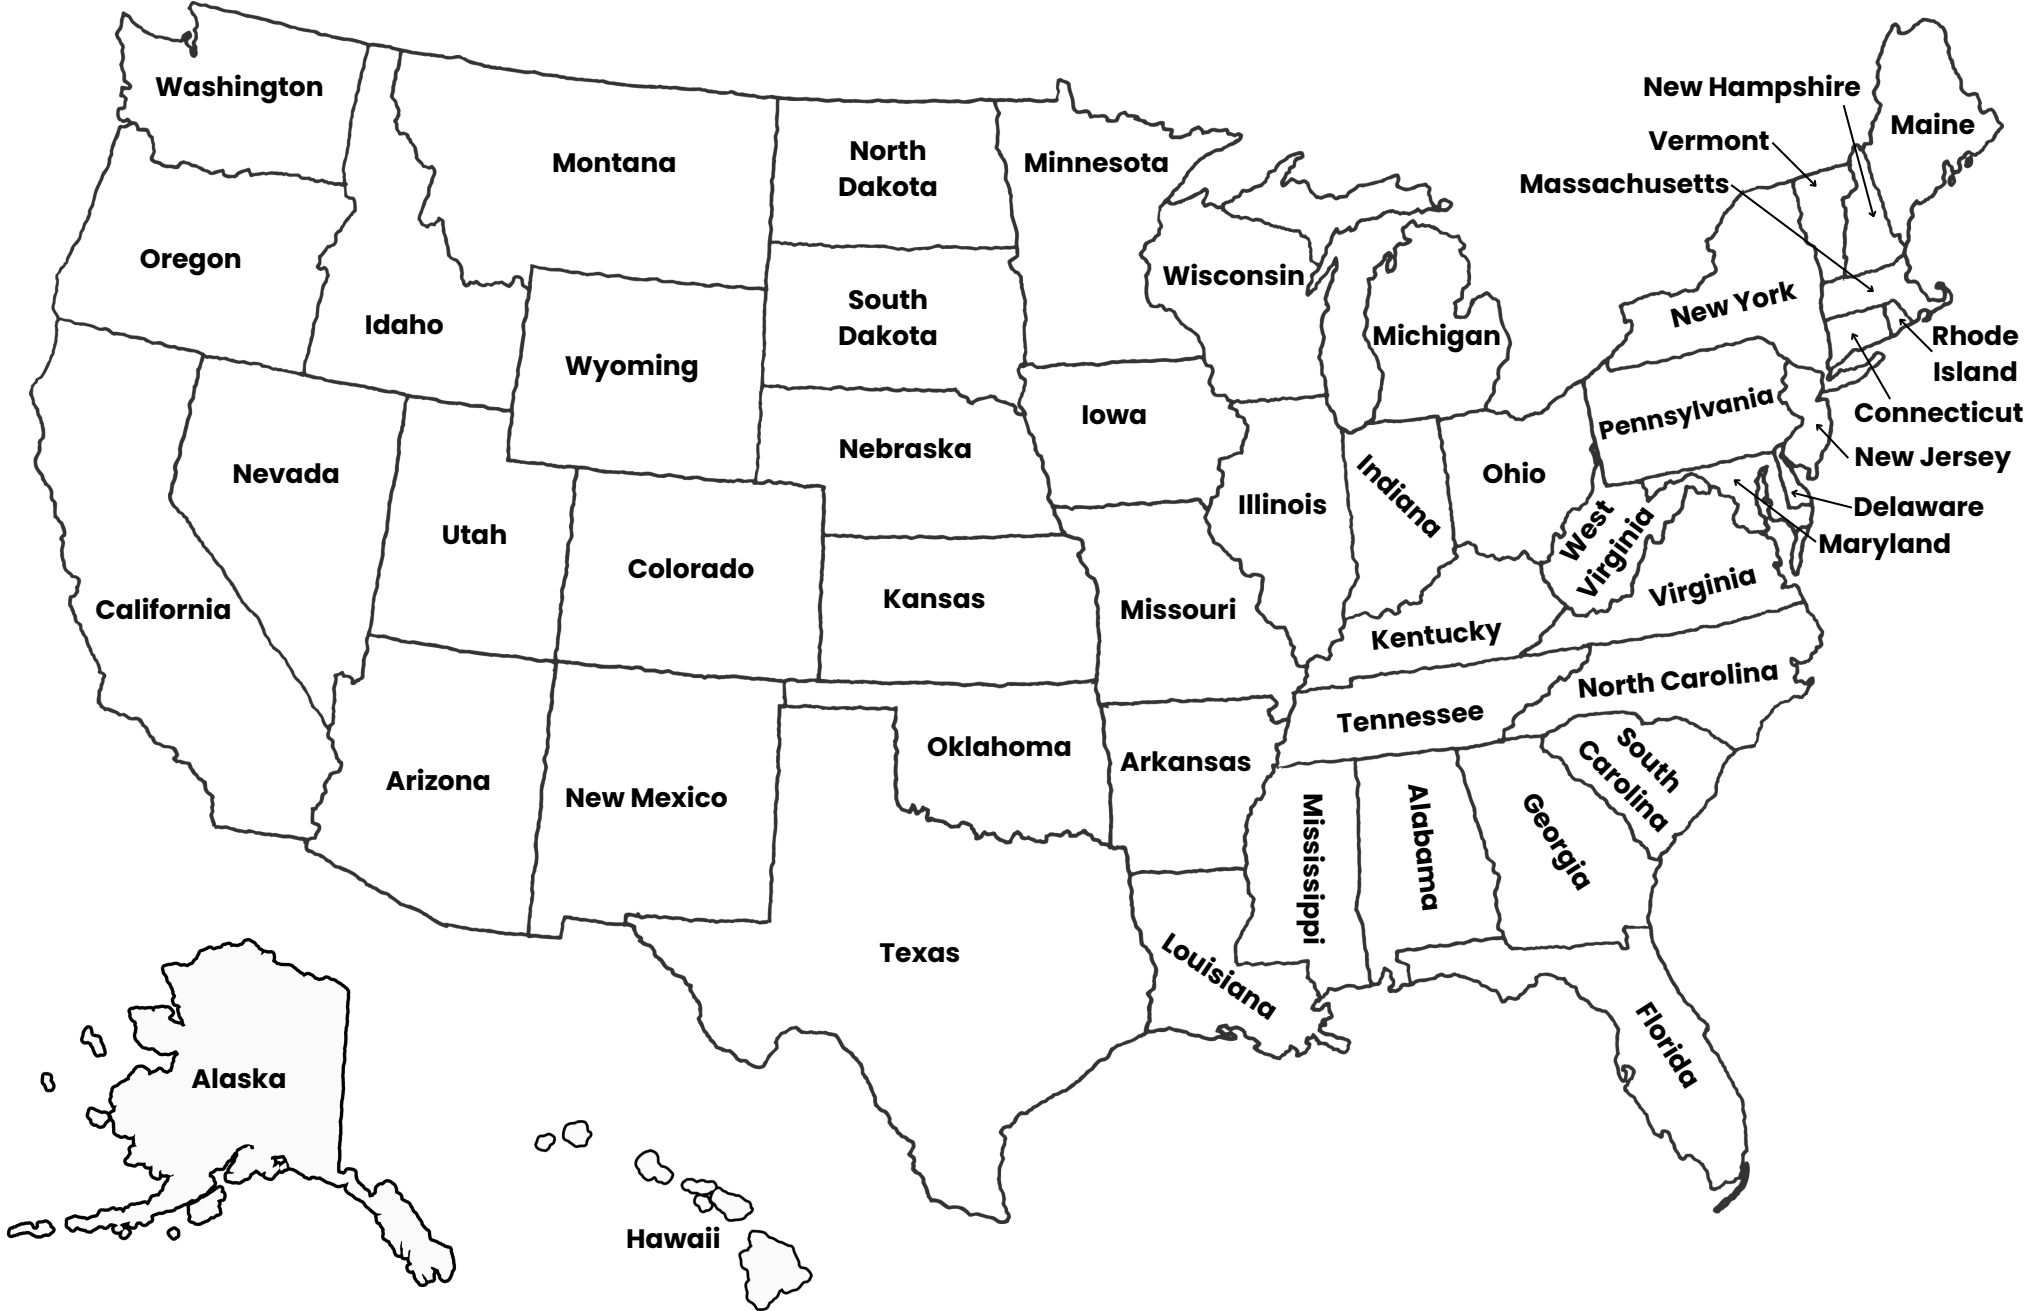 Washington
Montana
North
Dakota
Minnesota
New Hampshire
Maine
Vermont
Massachusetts
Oregon
Idaho
Wyoming
South
Dakota
Wisconsin
Michigan
New York
Rhode
Island
Connecticut
Pennsylvania
New Jersey
Iowa
Nebraska
Nevada
Utah
Colorado
Kansas
Missouri
Illinois
Indiana
Ohio
West
Virginia
Delaware
Maryland
Virginia
California
Kentucky
North Carolina
Tennessee
South
Carolina
Arizona
New Mexico
Oklahoma
Arkansas
Mississippi
Alabama
Georgia
Texas
Louisiana
Florida
Alaska
Hawaii